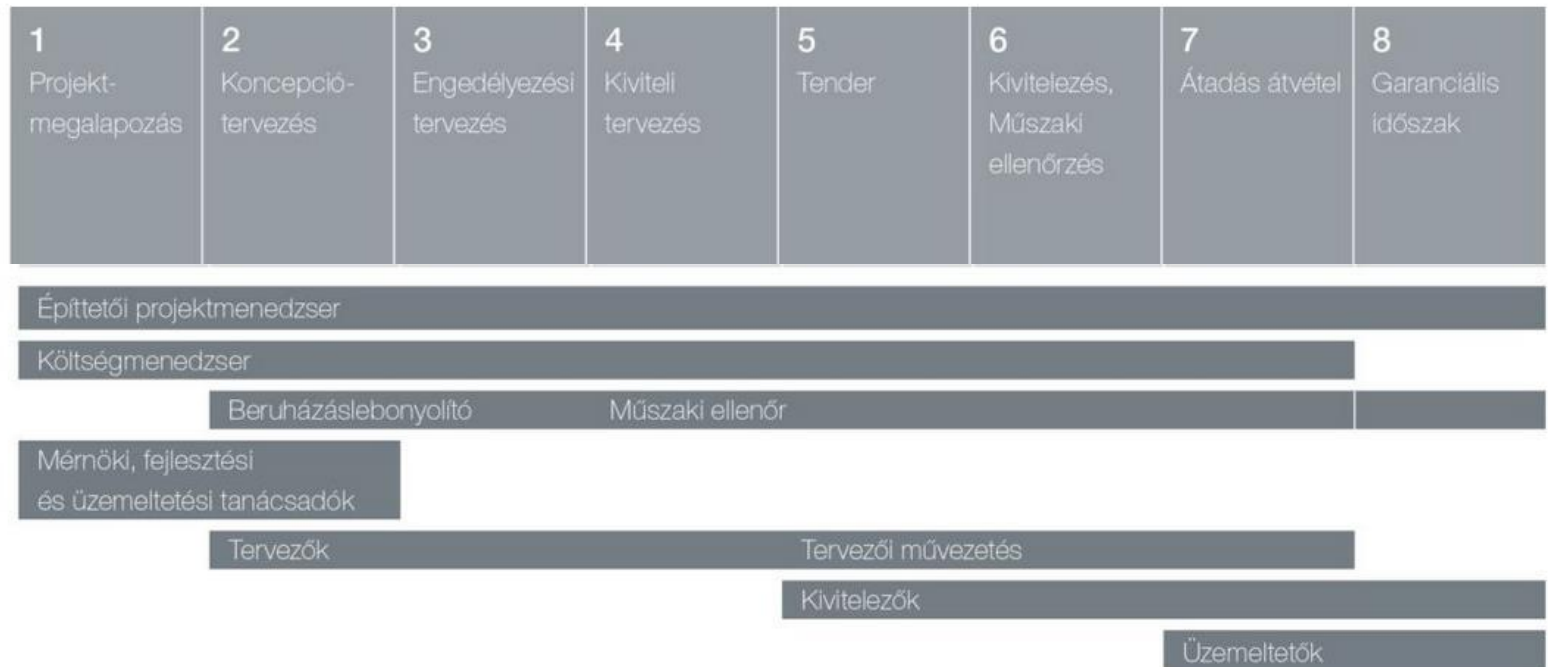 1
Projekt-
megalapozás
2
Koncepció-
tervezés
3
Engedélyezési
tervezés
4
Kiviteli
tervezés
5
Tender
6
Kivitelezés,
Műszaki
ellenőrzés
7
Átadás átvétel
8
Garanciális
időszak
Építtetői projektmenedzser
Költségmenedzser
Beruházáslebonyolító
Műszaki ellenőr
Mérnöki, fejlesztési
és üzemeltetési tanácsadók
Tervezők
Tervezői művezetés
Kivitelezők
Üzemeltetők